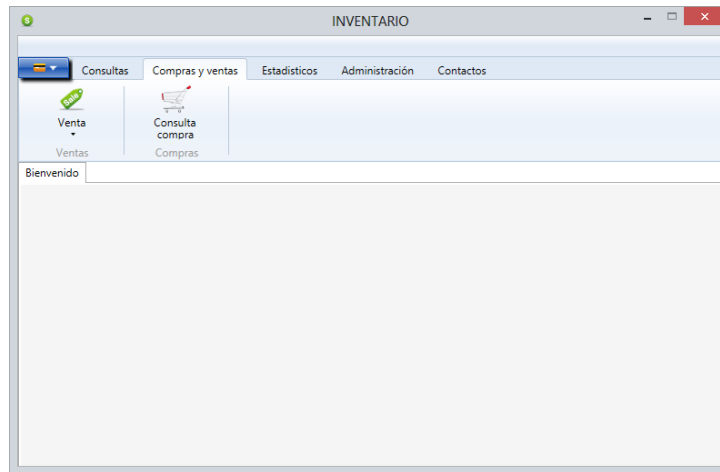 INVENTARIO
Consultas Compras y ventas Estadisticos Administración Contactos
Sale
Venta
Consulta
compra
Ventas
Compras
Bienvenido